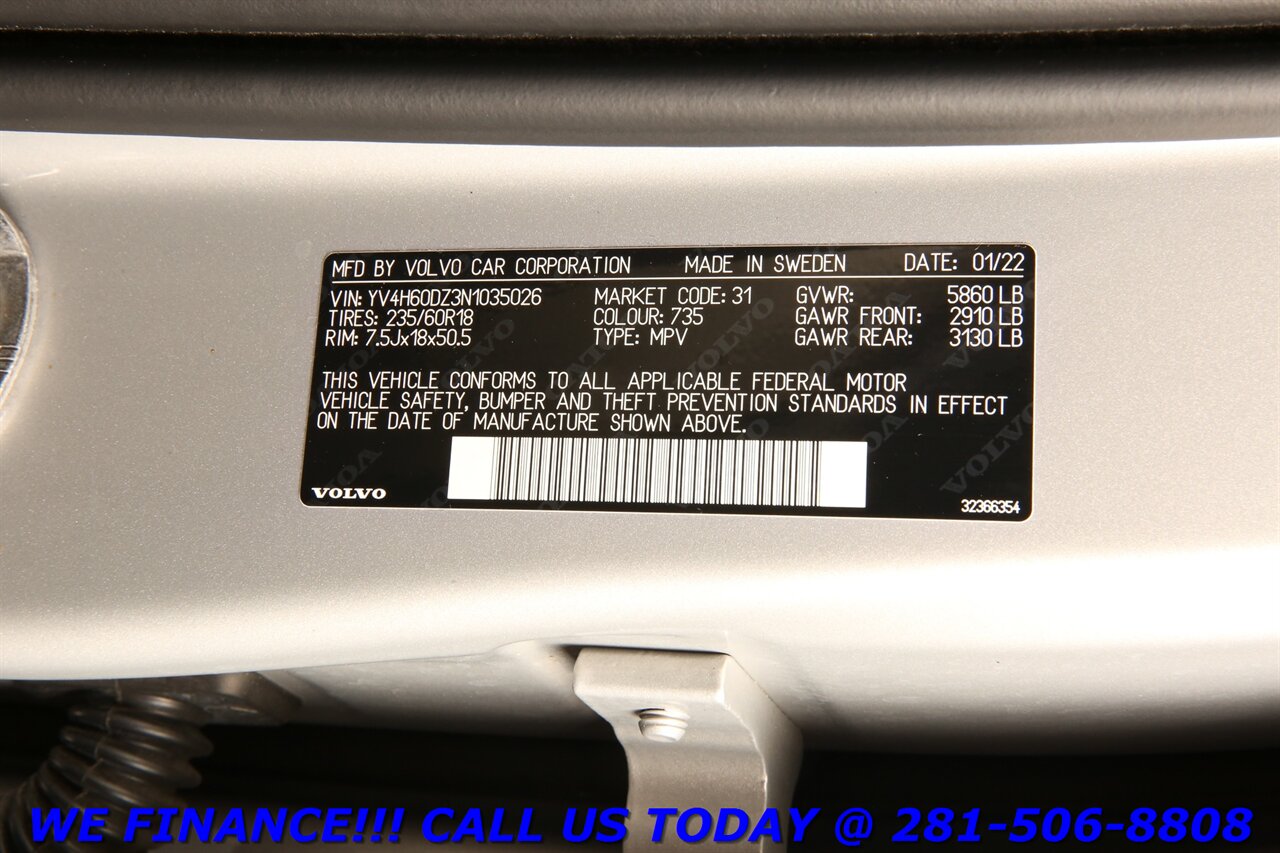 MFD BY VOLVO CAR CORPORATION MADE IN SWEDEN DATE: 01/22
VIN: YV4H60DZ3N1035026 MARKET CODE: 31 GVWR: 5860 LB
TIRES: 235/60R18 COLOUR: 735 GAWR FRONT: 2910 LB
RIM: 7.5Jx18x50.5 TYPE: MPV GAWR REAR: 3130 LB
THIS VEHICLE CONFORMS TO ALL APPLICABLE FEDERAL MOTOR
VEHICLE SAFETY, BUMPER AND THEFT PREVENTION STANDARDS IN EFFECT
ON THE DATE OF MANUFACTURE SHOWN ABOVE.
VOLVO
32366354
WE FINANCE!!! CALL US TODAY @ 281-506-8808